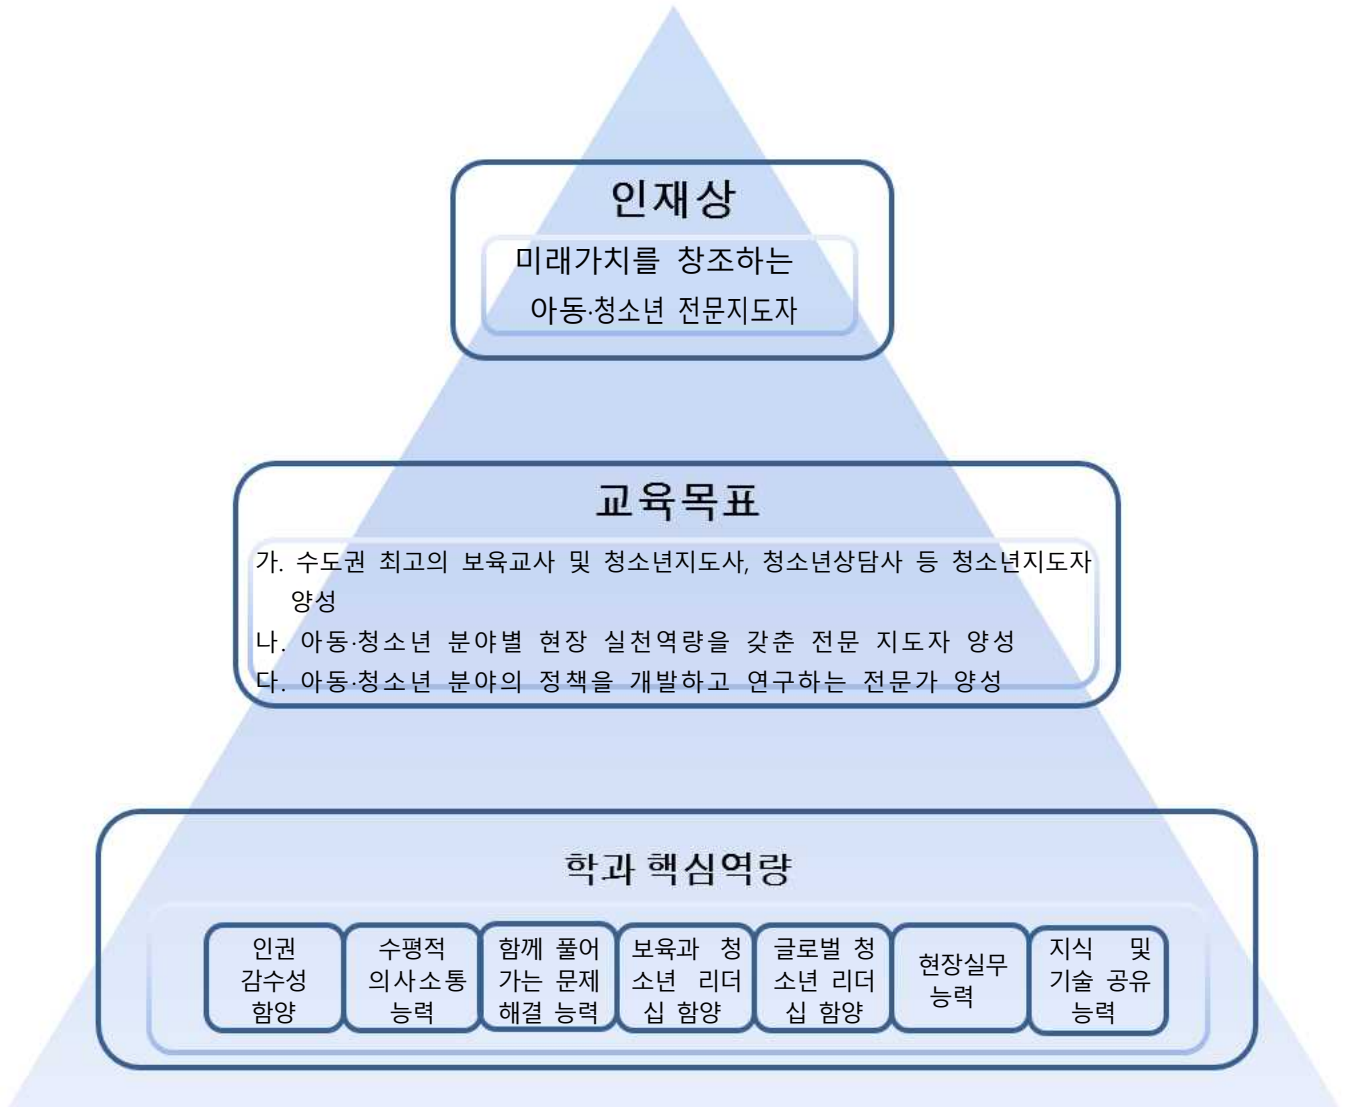 인재상
미래가치를 창조하는
아동·청소년 전문지도자
교육목표
가. 수도권 최고의 보육교사 및 청소년지도사, 청소년상담사 등 청소년지도자
양성
나. 아동·청소년 분야별 현장 실천역량을 갖춘 전문 지도자 양성
다. 아동·청소년 분야의 정책을 개발하고 연구하는 전문가 양성
학과 핵심역량
인권
감수성
함양
수평적
의사소통
능력
함께 풀어
가는 문제
해결 능력
보육과 청
소년 리더
십 함양
글로벌 청
소년 리더
십 함양
현장실무
능력
지식 및
기술 공유
능력